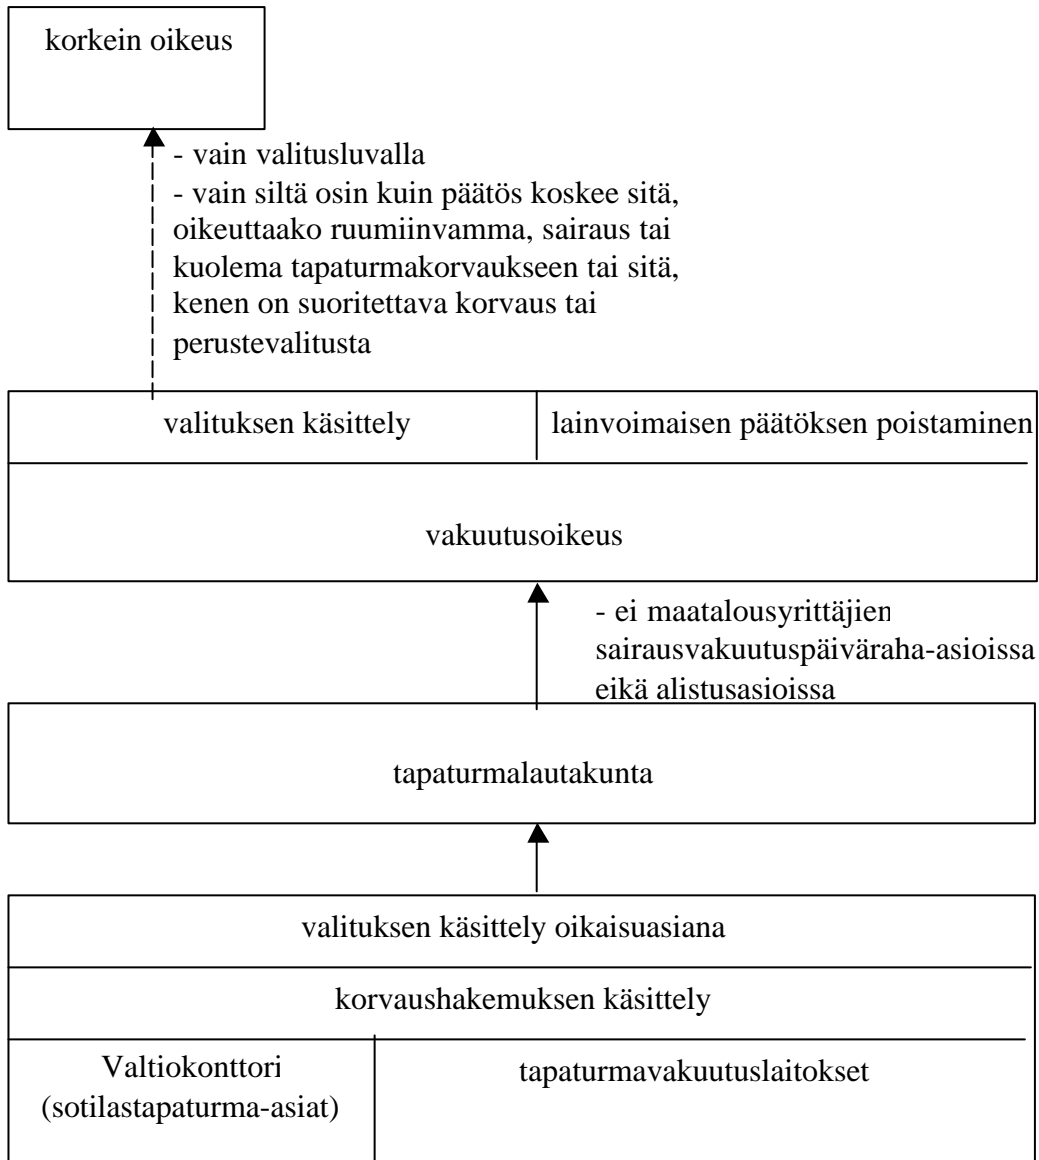 korkein oikeus
- vain valitusluvalla
- vain siltä osin kuin päätös koskee sitä,
oikeuttaako ruumiinvamma, sairaus tai
kuolema tapaturmakorvaukseen tai sitä,
kenen on suoritettava korvaus tai
perustevalitusta
valituksen käsittely
lainvoimaisen päätöksen poistaminen
vakuutusoikeus
- ei maatalousyrittäjien
sairausvakuutuspäiväraha-asioissa
eikä alistusasioissa
tapaturmalautakunta
valituksen käsittely oikaisuasiana
korvaushakemuksen käsittely
Valtiokonttori
(sotilastapaturma-asiat)
tapaturmavakuutuslaitokset